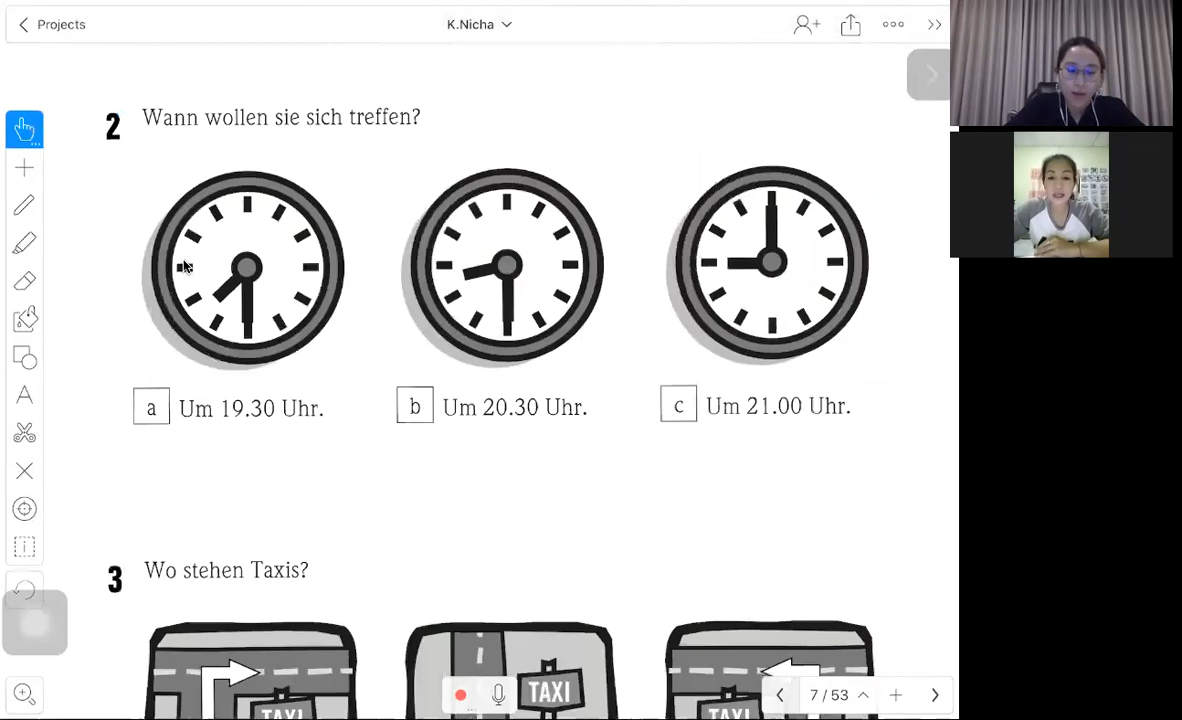 Projects
K.Nicha
2 Wann wollen sie sich treffen?
a Um 19.30 Uhr.
b Um 20.30 Uhr.
c Um 21.00 Uhr.
3 Wo stehen Taxis?
TAXI
TAXI
TAXI
7 / 53